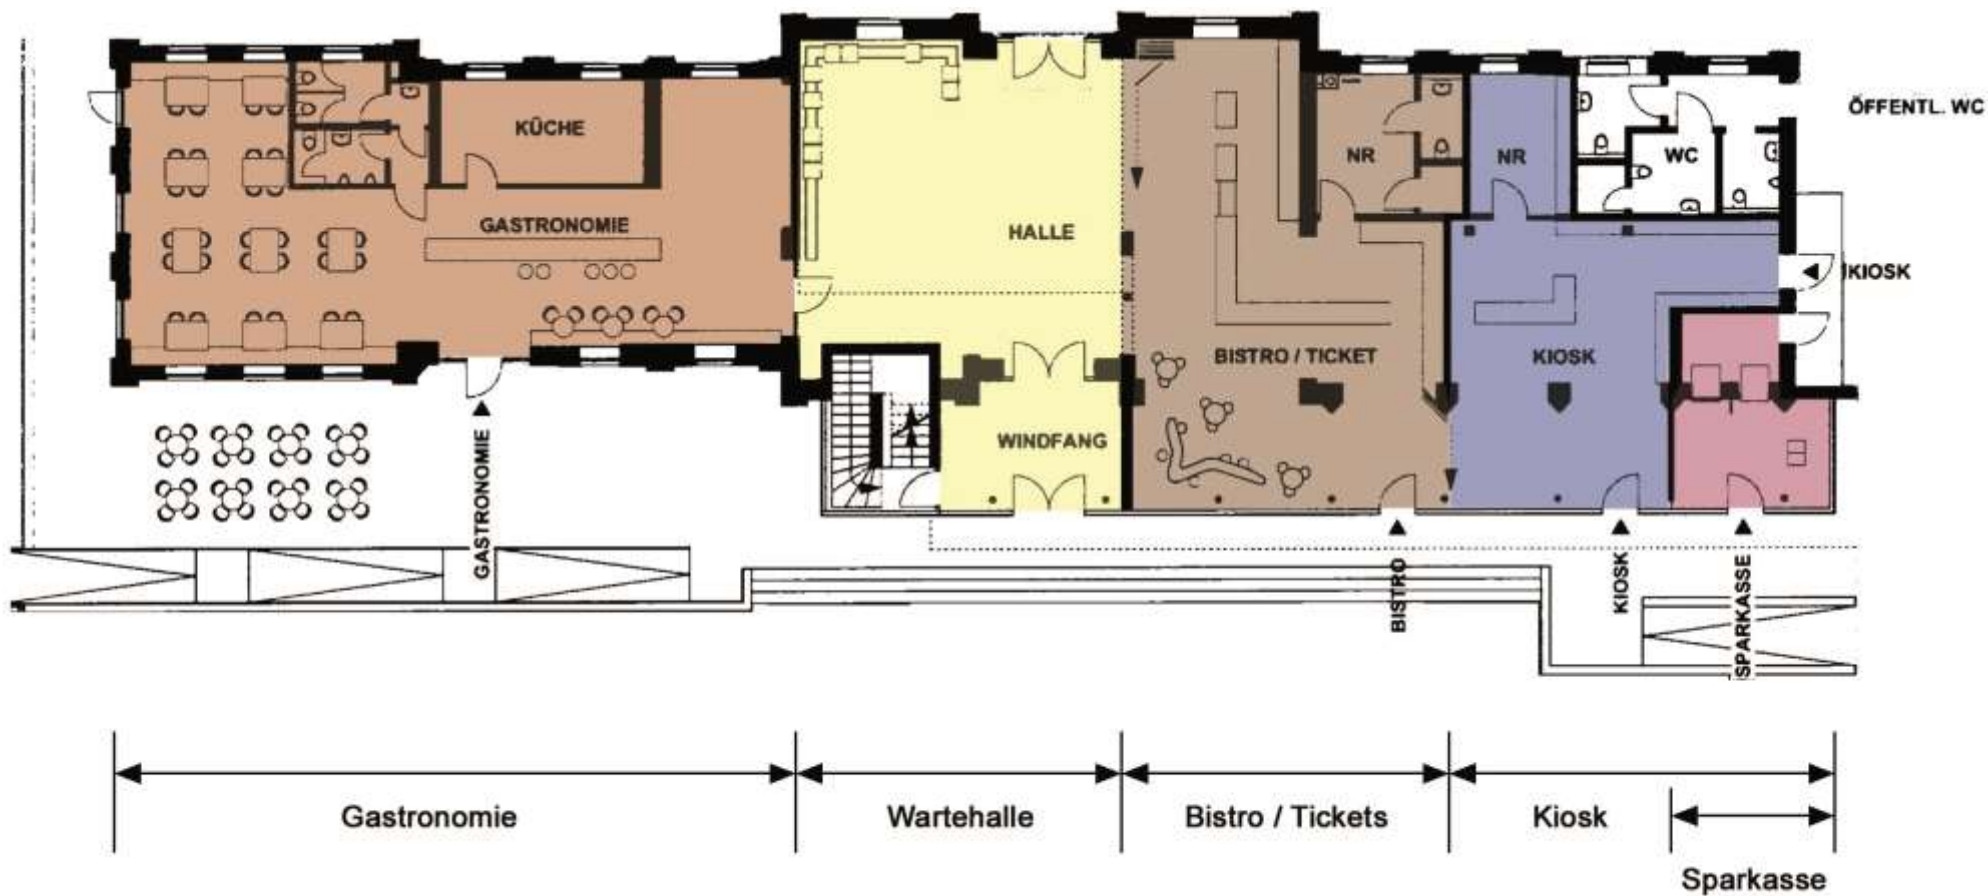 ÖFFENTL. WC
KÜCHE
NR
NR
WC
GASTRONOMIE
HALLE
KIOSK
BISTRO / TICKET
KIOSK
WINDFANG
GASTRONOMIE
BISTRO
KIOSK
SPARKASSE
Gastronomie
Wartehalle
Bistro / Tickets
Kiosk
Sparkasse